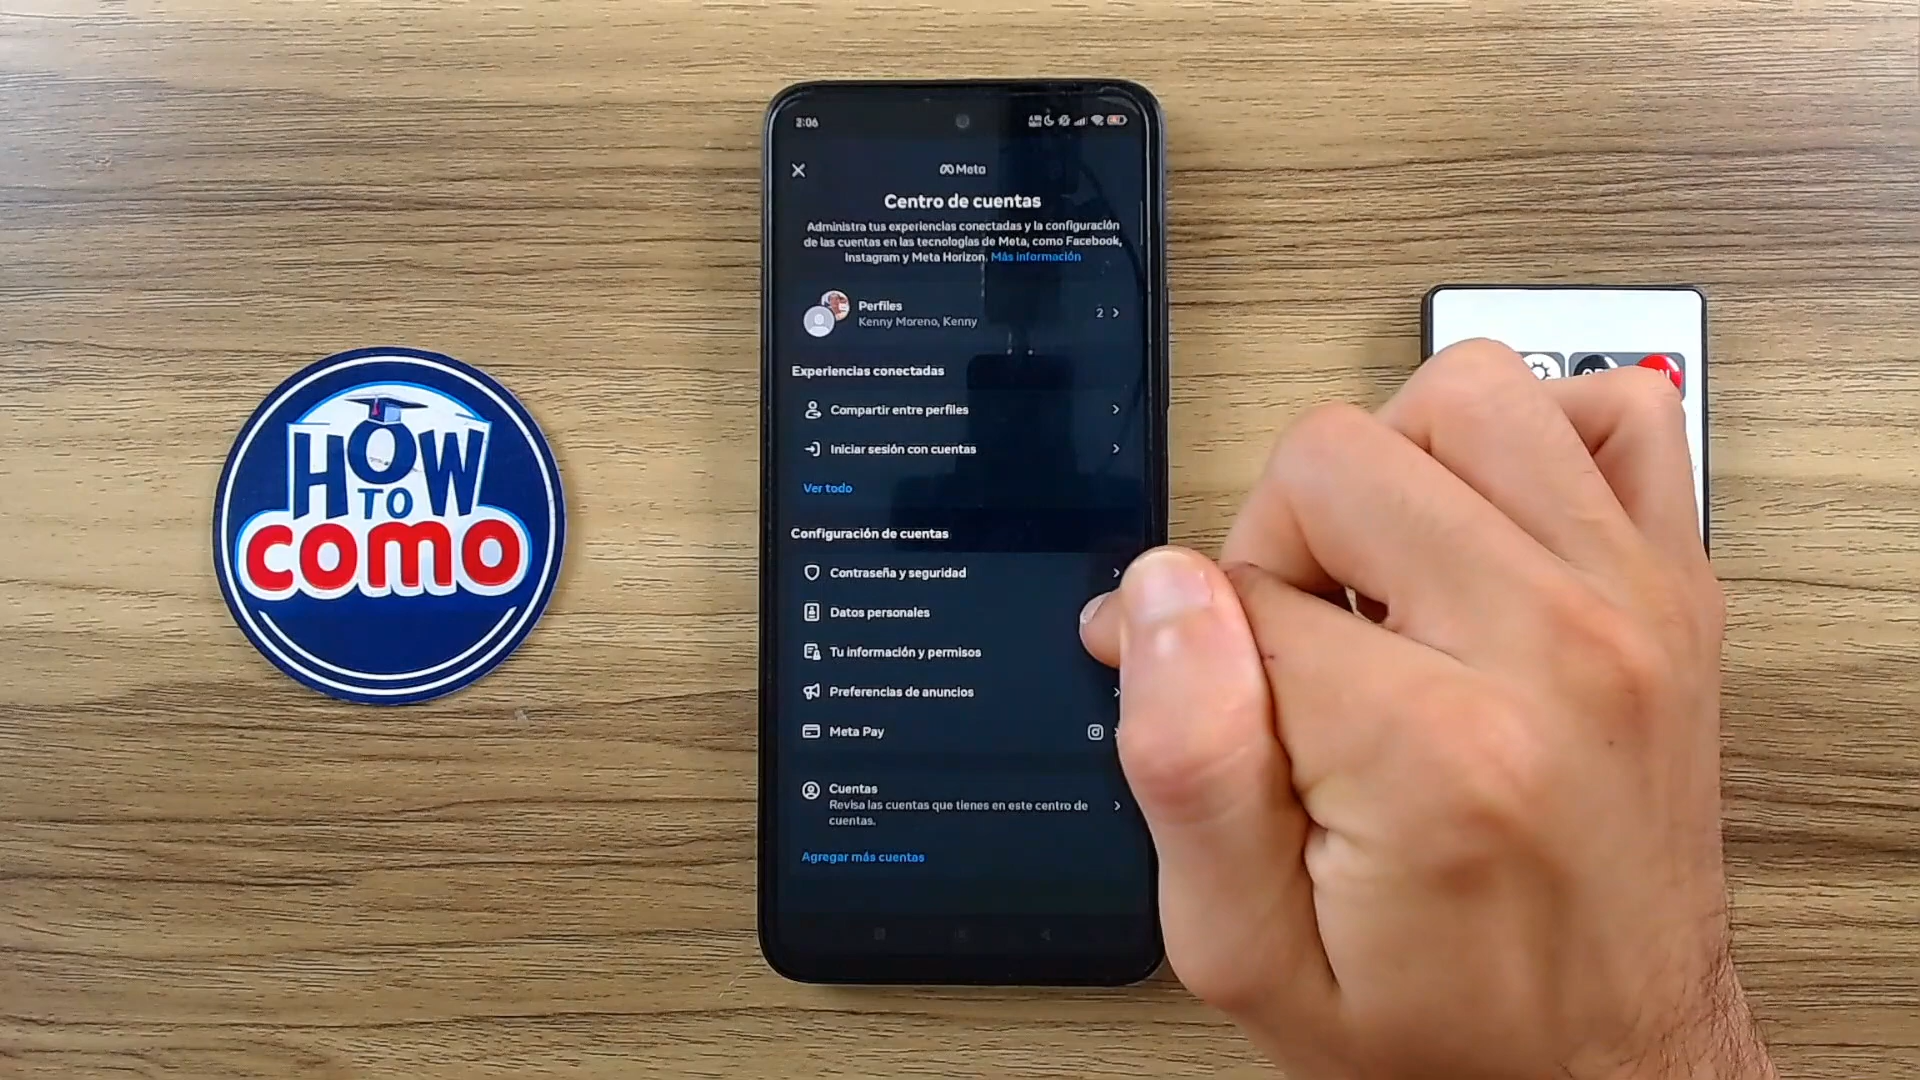 HOW
TO
COMO
2:06
Meta
Centro de cuentas
Administra tus experiencias conectadas y la configuración
de las cuentas en las tecnologías de Meta, como Facebook,
Instagram y Meta Horizon. Más información
Perfiles
Kenny Moreno, Kenny
2
Experiencias conectadas
Compartir entre perfiles
Iniciar sesión con cuentas
Ver todo
Configuración de cuentas
Contraseña y seguridad
Datos personales
Tu información y permisos
Preferencias de anuncios
Meta Pay
Cuentas
Revisa las cuentas que tienes en este centro de
cuentas.
Agregar más cuentas